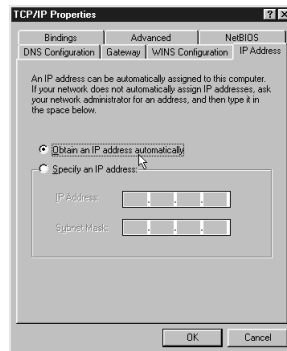 TCP/IP Properties
Bindings Advanced NetBIOS
DNS Configuration Gateway WINS Configuration IP Address
An IP address can be automatically assigned to this computer.
If your network does not automatically assign IP addresses, ask
your network administrator for an address, and then type it in
the space below.
Obtain an IP address automatically
Specify an IP address:
IP Address:
Subnet Mask:
OK Cancel